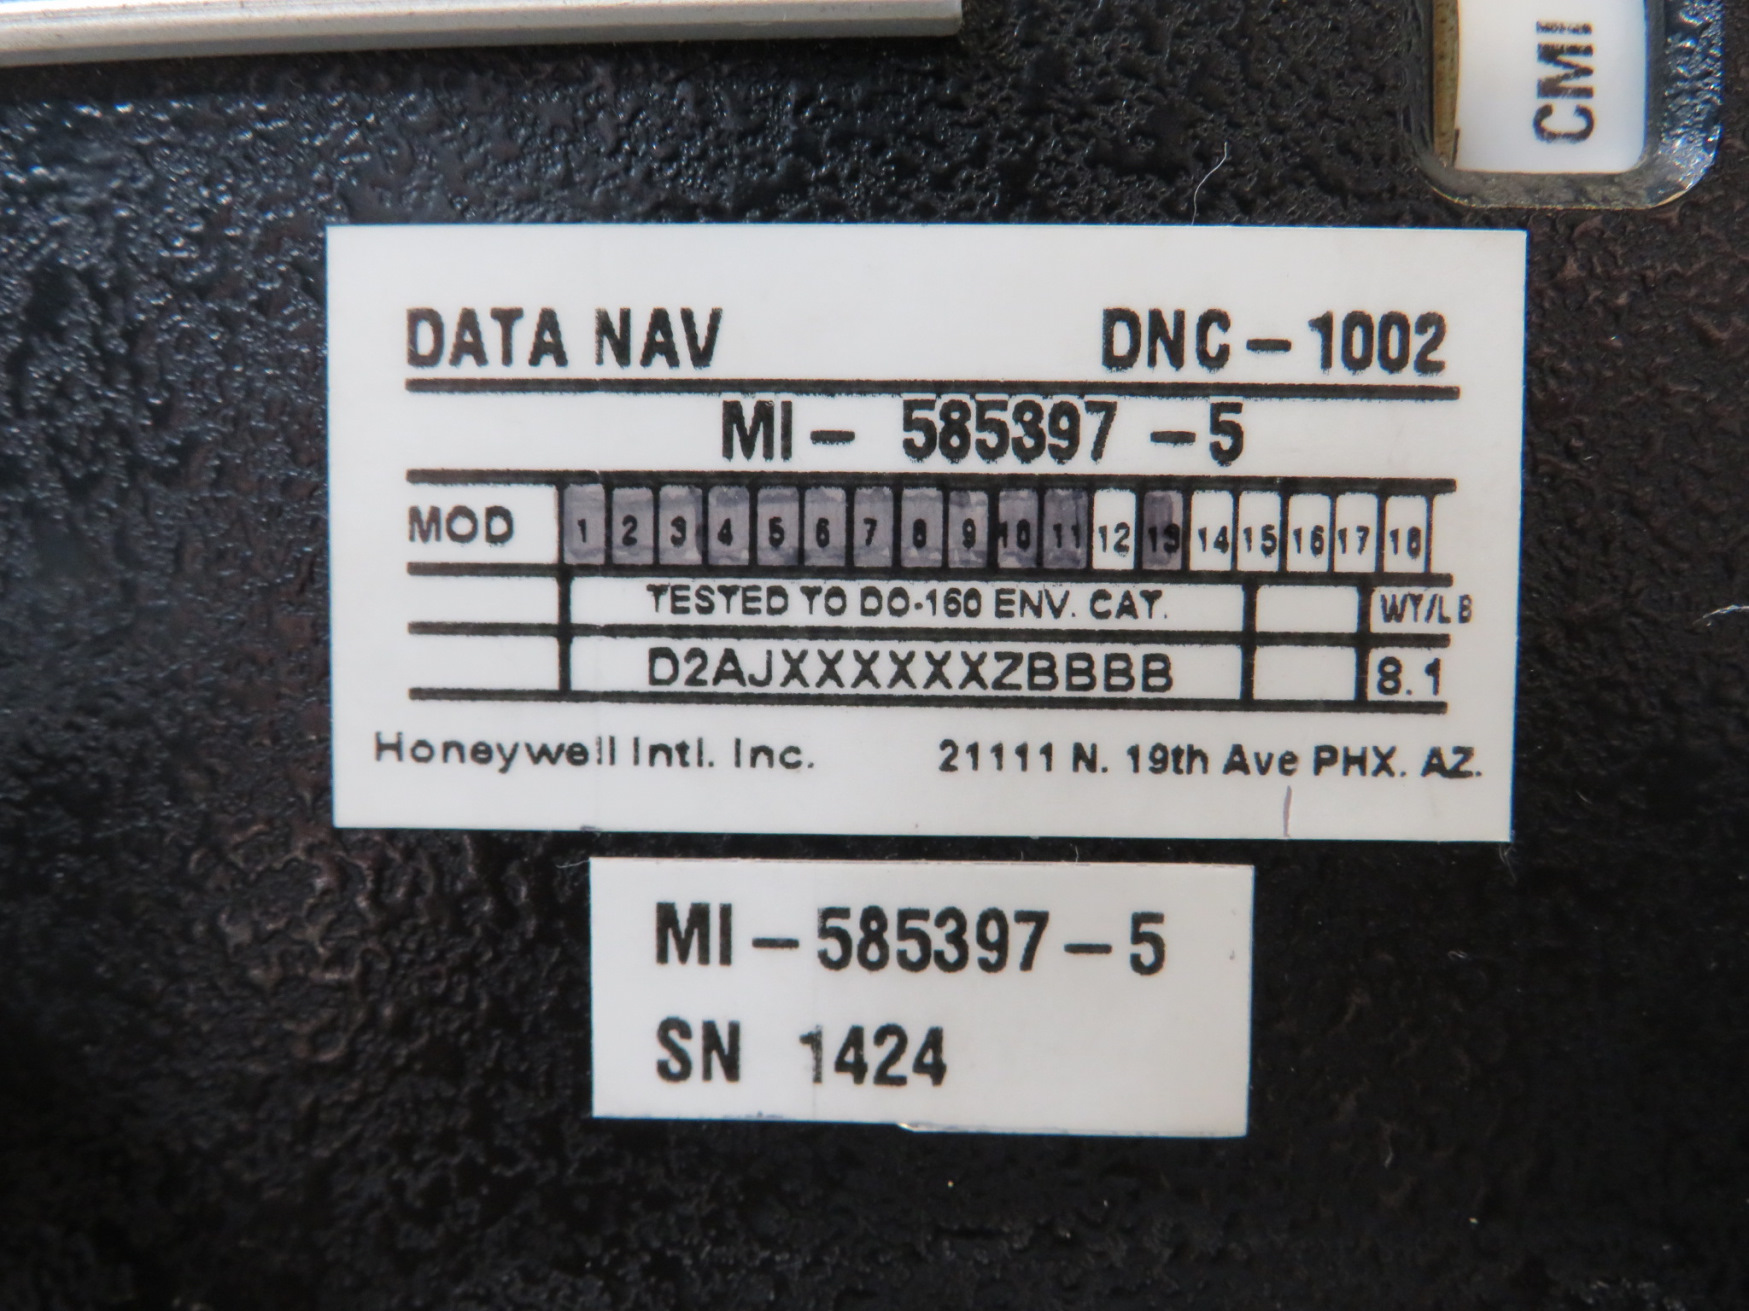 CMI
DATA NAV DNC-1002
MI- 585397 -5
MOD 1 2 3 4 5 6 7 8 9 10 11 12 13 14 15 16 17 18
TESTED TO DO-160 ENV. CAT. WT/LB
D2AJXXXXXXZBBBB 8.1
Honeywell Intl. Inc. 21111 N. 19th Ave PHX. AZ.
MI-585397-5
SN 1424